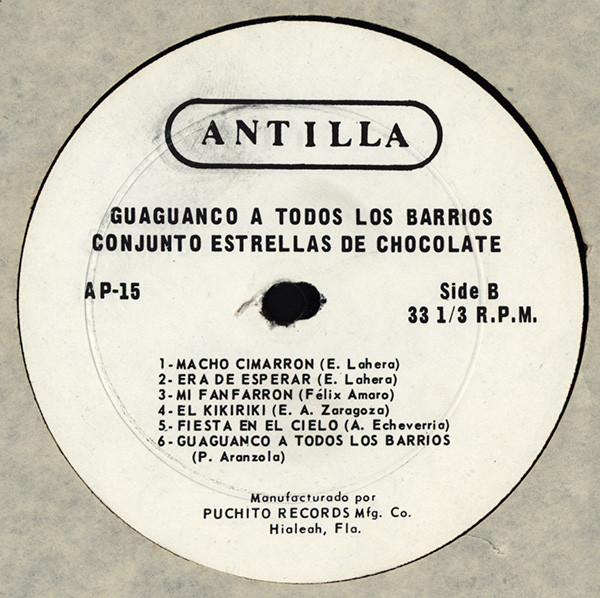 ANTILLA
GUAGUANCO A TODOS LOS BARRIOS
CONJUNTO ESTRELLAS DE CHOCOLATE
AP-15
Side B
33 1/3 R.P.M.
1- MACHO CIMARRON (E. Lahera)
2- ERA DE ESPERAR (E. Lahera)
3- MI FANFARRON (Félix Amaro)
4- EL KIKIRIKI (E. A. Zaragoza)
5- FIESTA EN EL CIELO (A. Echeverria)
6- GUAGUANCO A TODOS LOS BARRIOS
(P. Aranzola)
Manufacturado por
PUCHITO RECORDS Mfg. Co.
Hialeah, Fla.